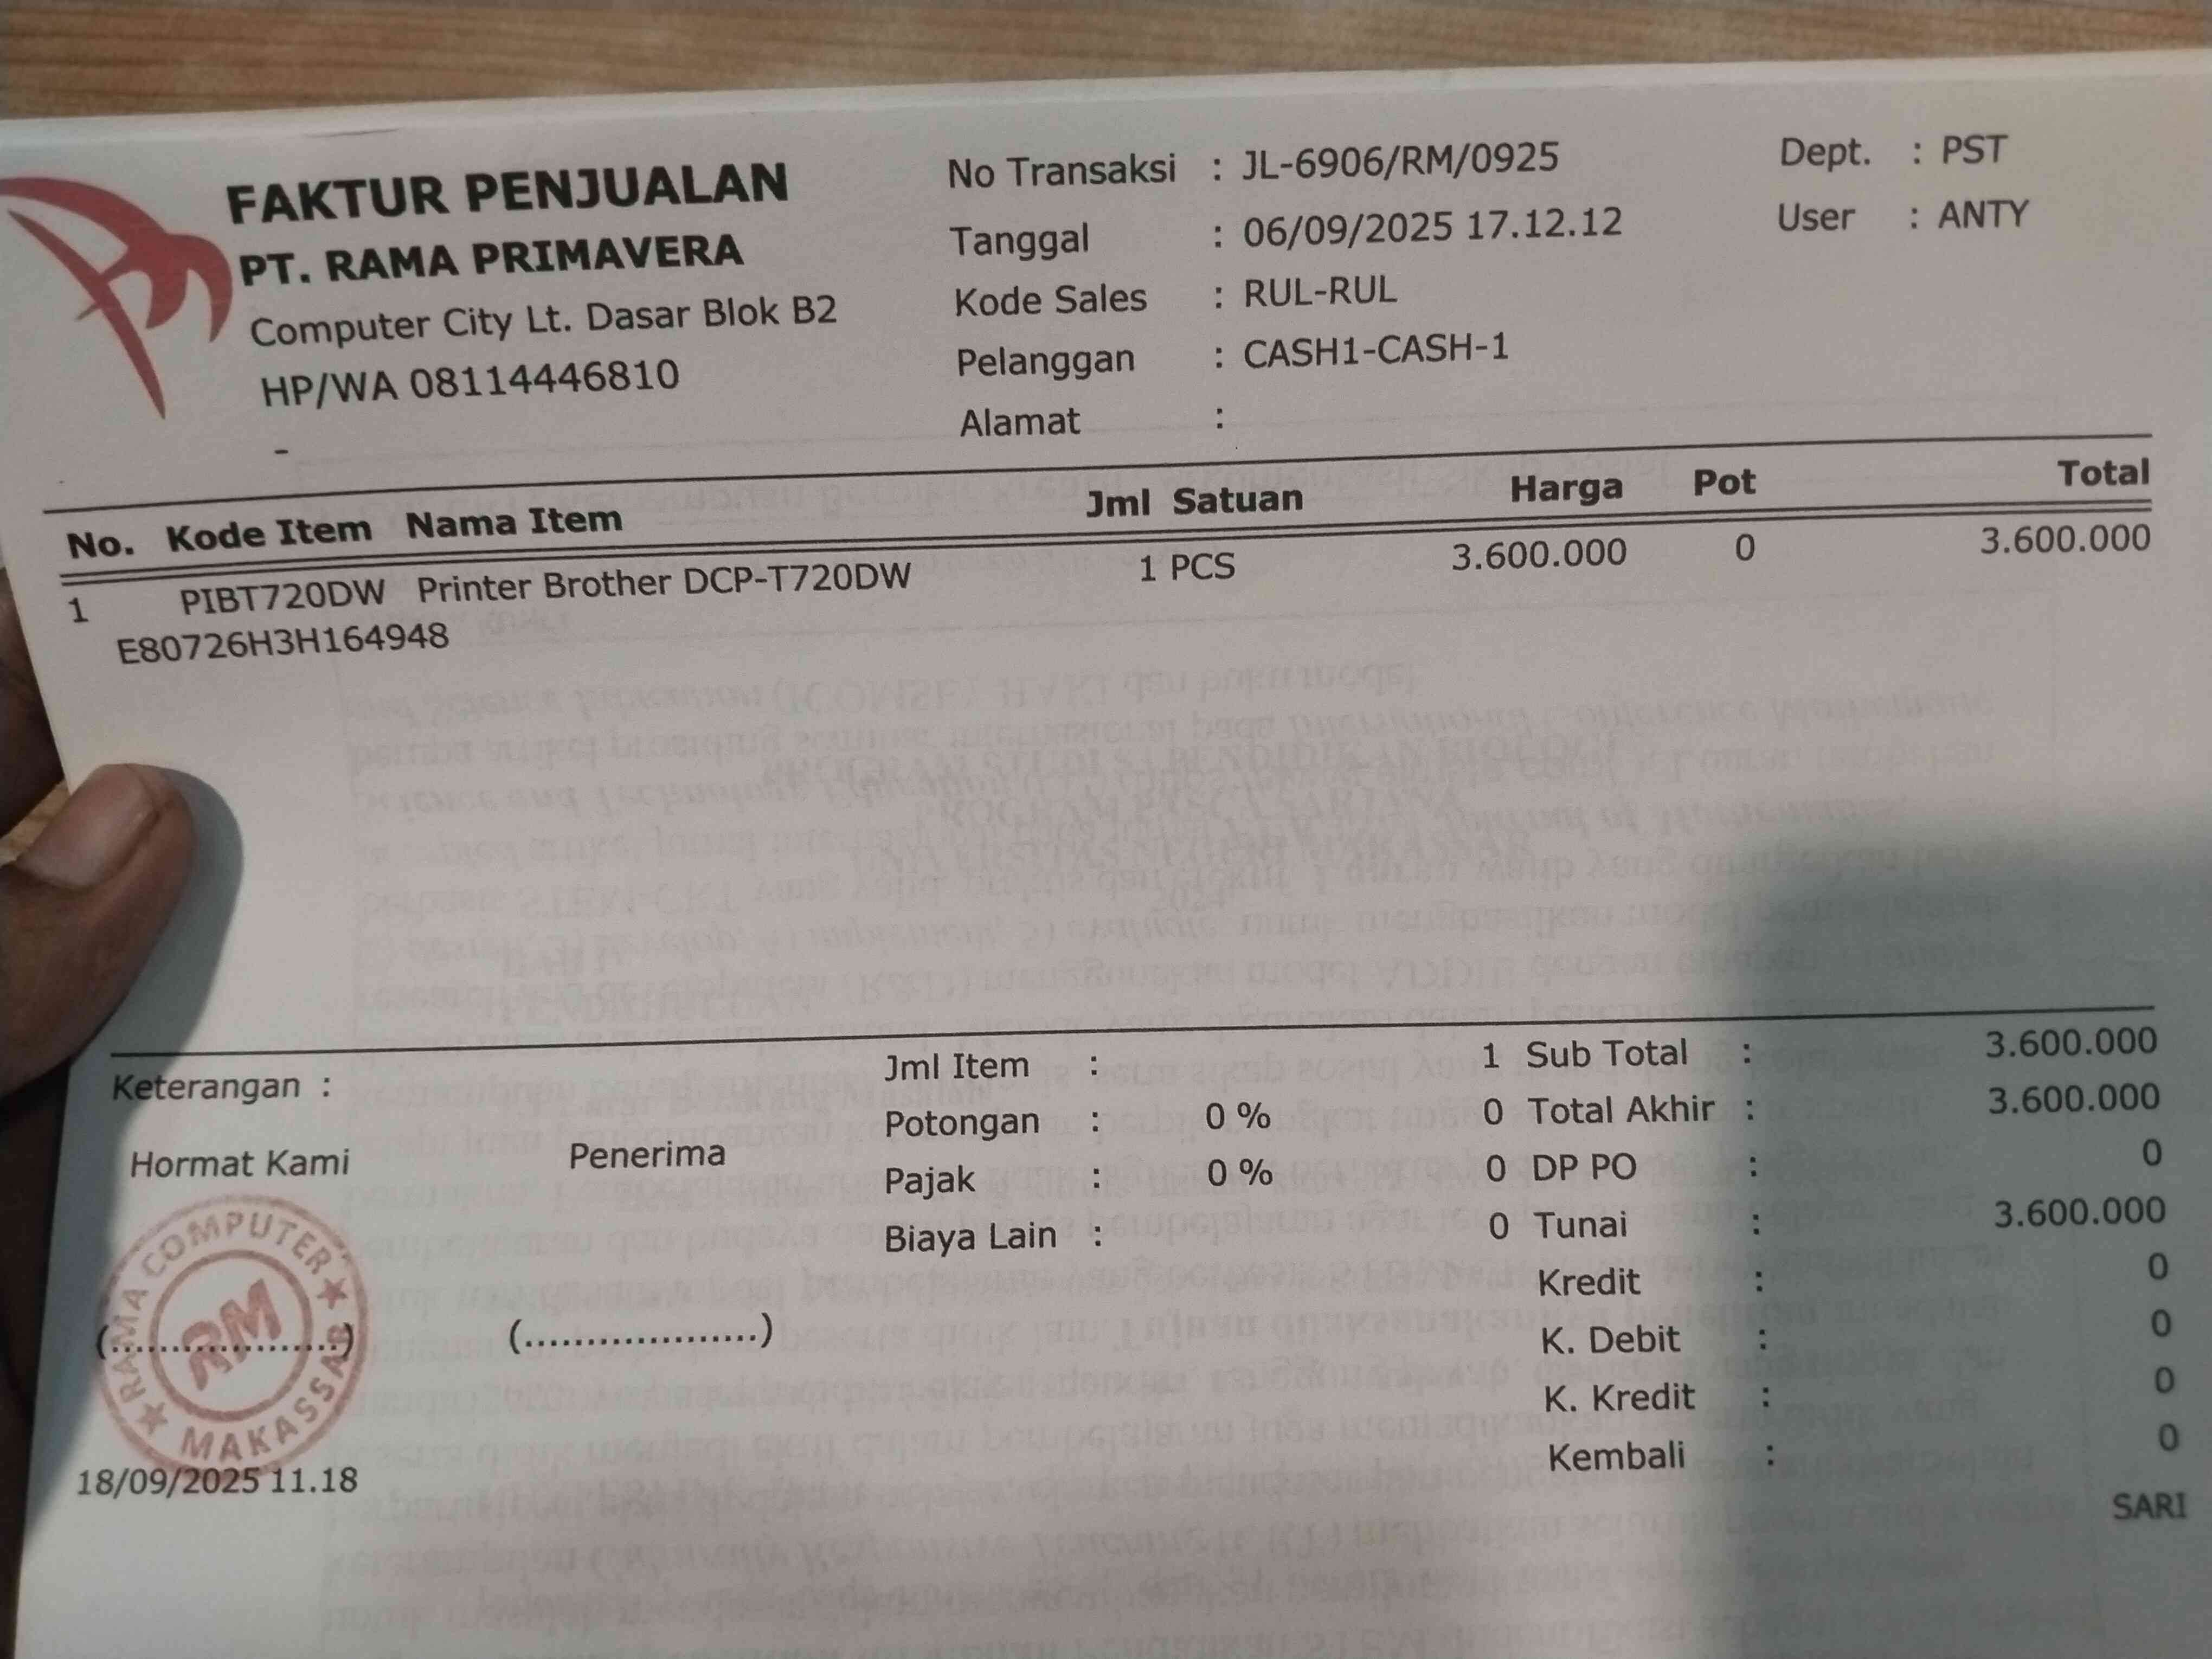 FAKTUR PENJUALAN
PT. RAMA PRIMAVERA
Computer City Lt. Dasar Blok B2
HP/WA 08114446810
-
No Transaksi : JL-6906/RM/0925
Tanggal : 06/09/2025 17.12.12
Kode Sales : RUL-RUL
Pelanggan : CASH1-CASH-1
Alamat :
Dept. : PST
User : ANTY
No. Kode Item Nama Item Jml Satuan Harga Pot Total
1 PIBT720DW Printer Brother DCP-T720DW 1 PCS 3.600.000 0 3.600.000
E80726H3H164948
Keterangan :
Hormat Kami Penerima
RAMA COMPUTER
RM
MAKASSAR
(....................) (....................)
18/09/2025 11.18
Jml Item : 1
Potongan : 0 % 0
Pajak : 0 % 0
Biaya Lain : 0
Sub Total : 3.600.000
Total Akhir : 3.600.000
DP PO : 0
Tunai : 3.600.000
Kredit : 0
K. Debit : 0
K. Kredit : 0
Kembali : 0
SARI